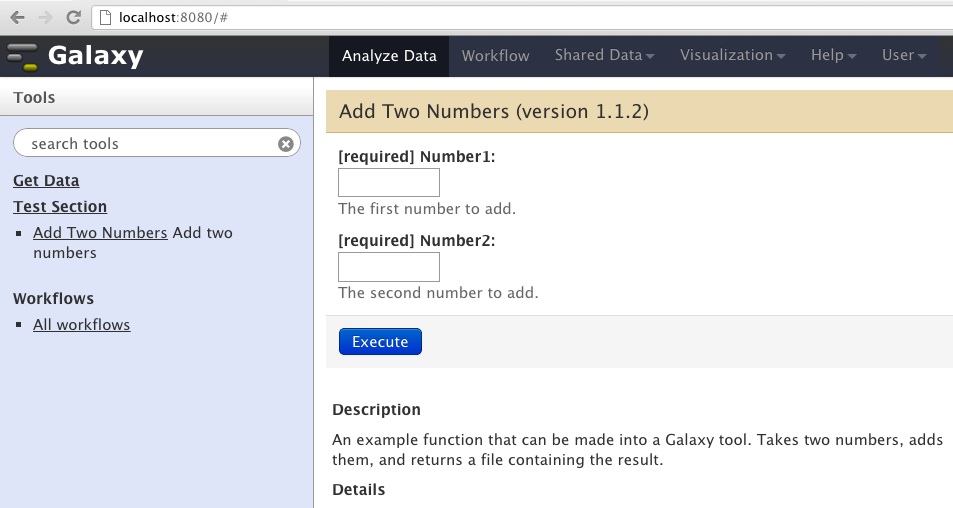 localhost:8080/#
Galaxy
Analyze Data Workflow Shared Data Visualization Help User
Tools
search tools
Get Data
Test Section
Add Two Numbers Add two
numbers
Workflows
All workflows
Add Two Numbers (version 1.1.2)
[required] Number1:
The first number to add.
[required] Number2:
The second number to add.
Execute
Description
An example function that can be made into a Galaxy tool. Takes two numbers, adds
them, and returns a file containing the result.
Details